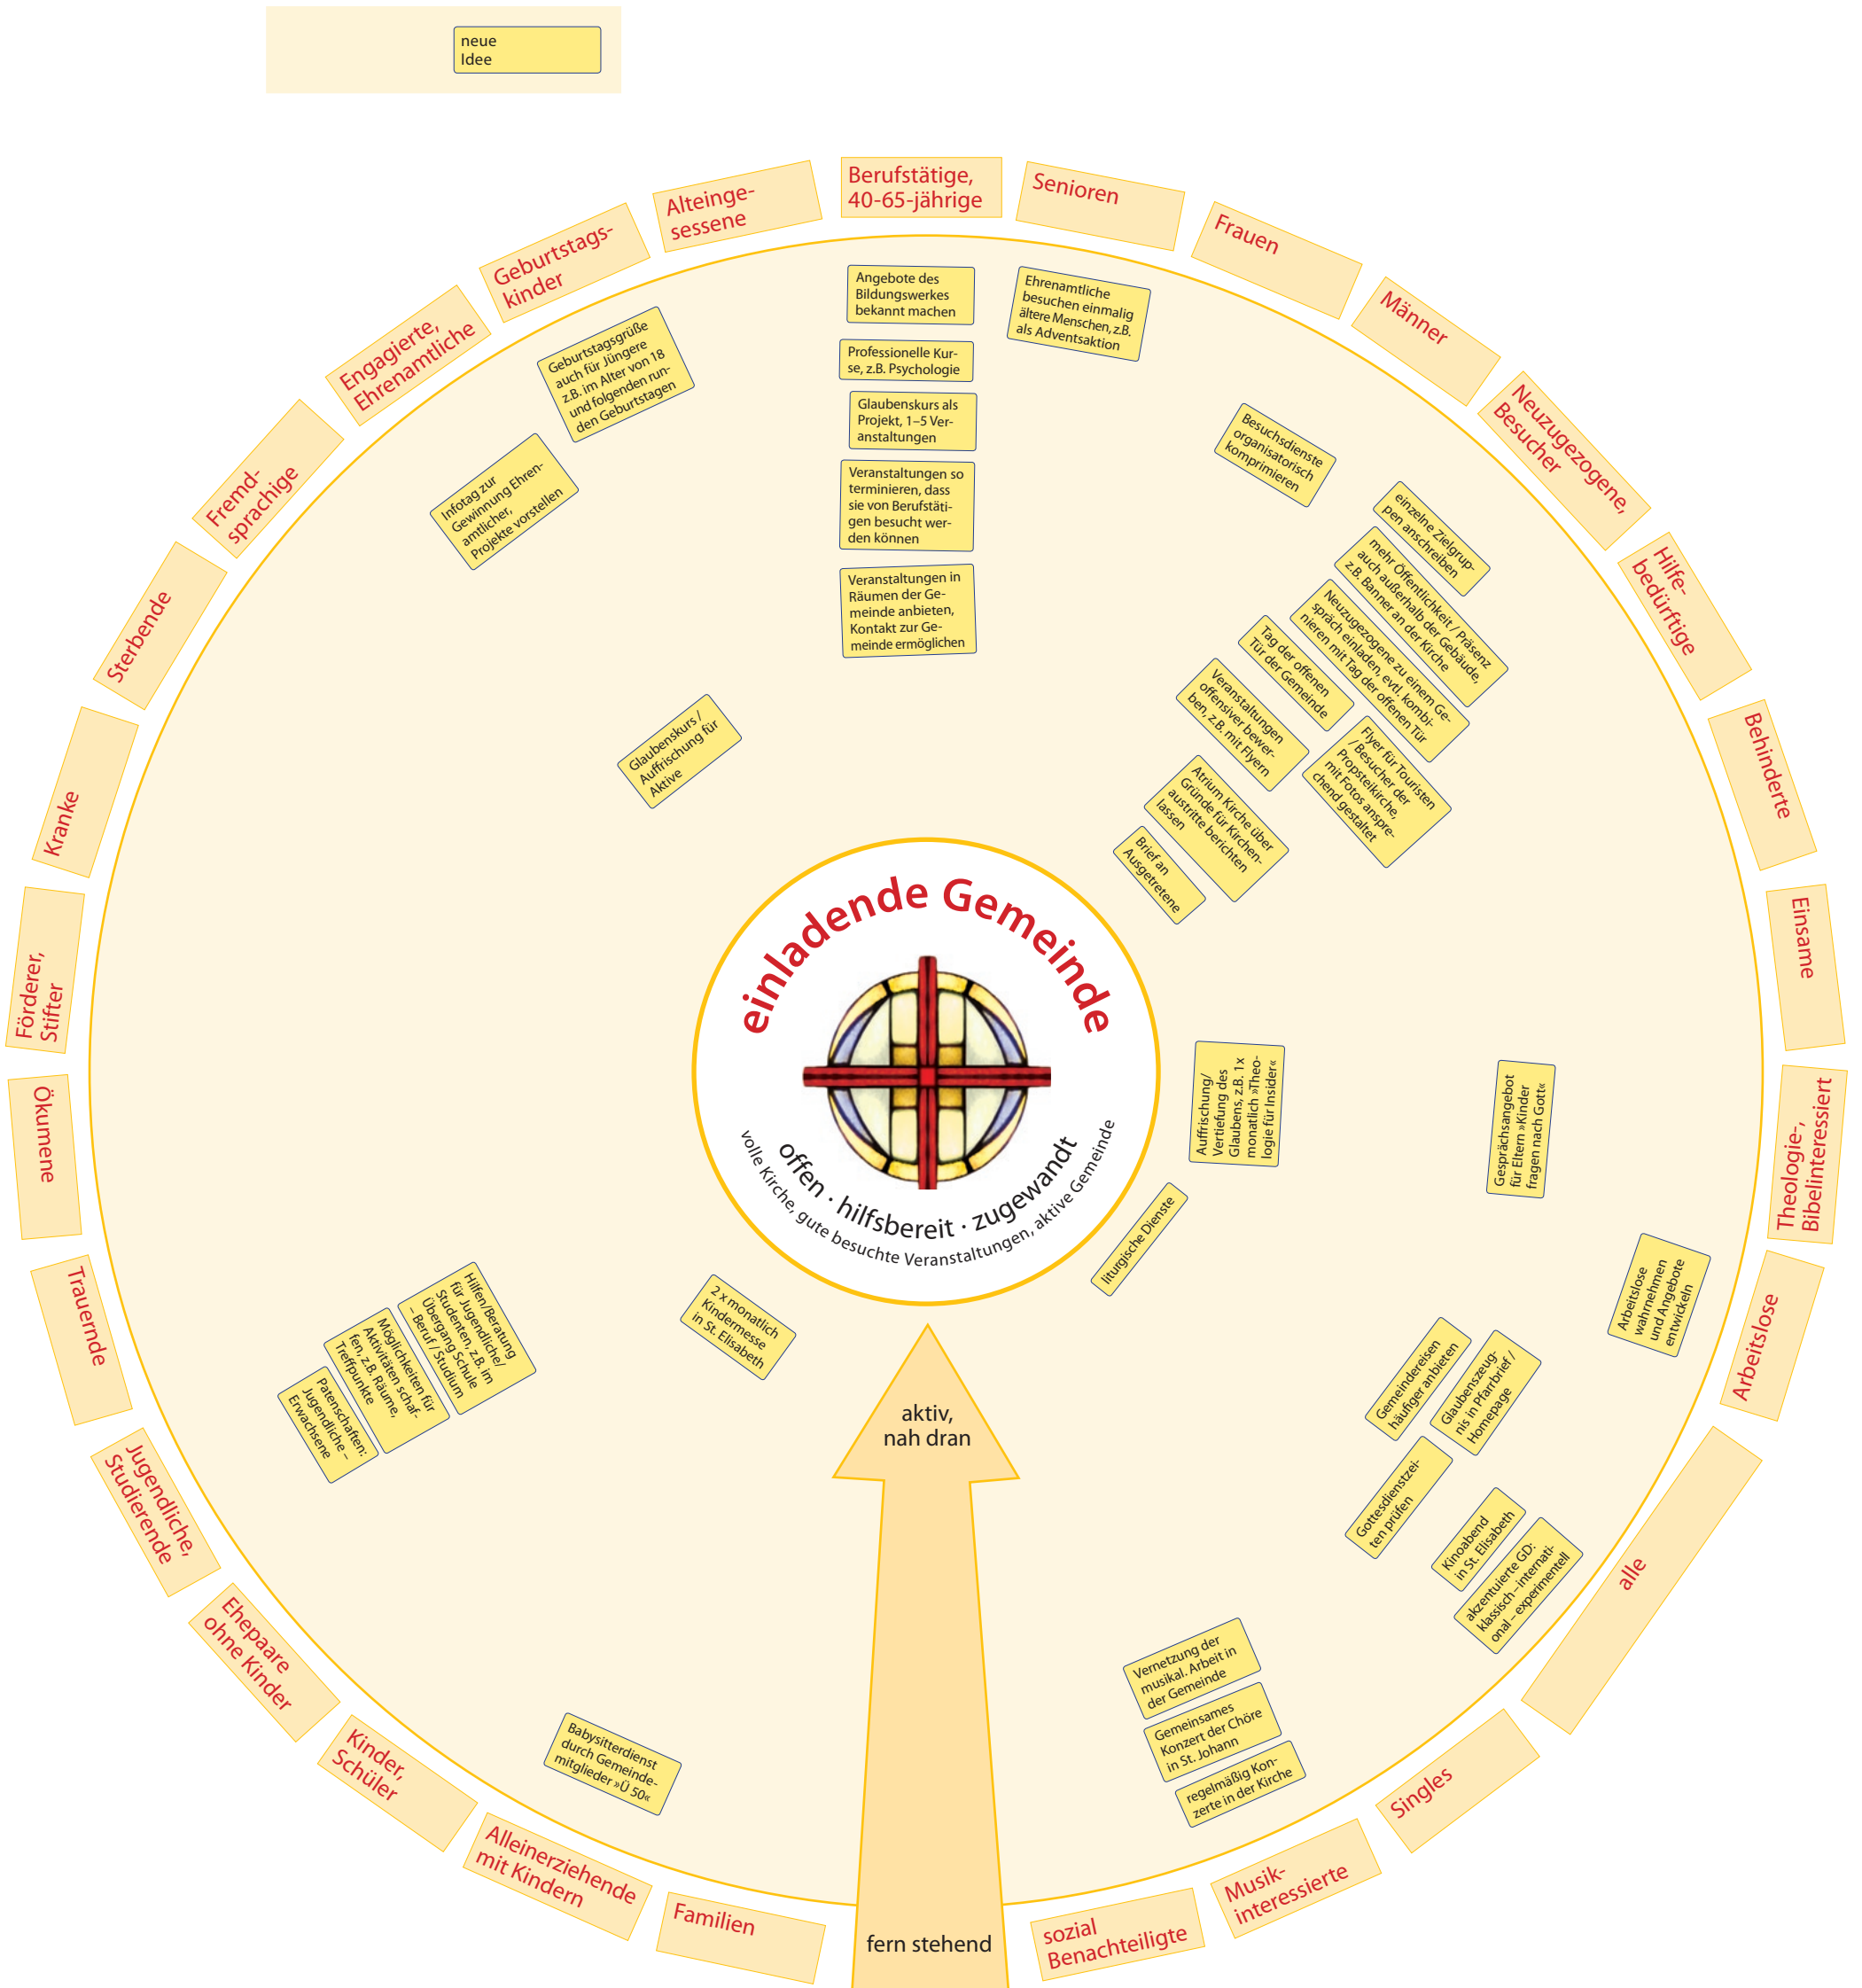 neue
Idee
Berufstätige,
40-65-jährige
Senioren
Frauen
Männer
Neuzugezogene,
Besucher
Hilfe-
bedürftige
Behinderte
Einsame
Theologie-,
Bibelinteressiert
Arbeitslose
alle
Singles
Musik-
interessierte
sozial
Benachteiligte
Familien
Alleinerziehende
mit Kindern
Kinder,
Schüler
Ehepaare
ohne Kinder
Jugendliche,
Studierende
Trauernde
Ökumene
Förderer,
Stifter
Kranke
Sterbende
Fremd-
sprachige
Engagierte,
Ehrenamtliche
Geburtstags-
kinder
Alteinge-
sessene
Angebote des
Bildungswerkes
bekannt machen
Professionelle Kur-
se, z.B. Psychologie
Glaubenskurs als
Projekt, 1–5 Ver-
anstaltungen
Veranstaltungen so
terminieren, dass
sie von Berufstäti-
gen besucht wer-
den können
Veranstaltungen in
Räumen der Ge-
meinde anbieten,
Kontakt zur Ge-
meinde ermöglichen
Ehrenamtliche
besuchen einmalig
ältere Menschen, z.B.
als Adventsaktion
Besuchsdienste
organisatorisch
komprimieren
einzelne Zielgrup-
pen anschreiben
mehr Öffentlichkeit / Präsenz
auch außerhalb der Gebäude,
z.B. Banner an der Kirche
Neuzugezogene zu einem Ge-
spräch einladen, evtl. kombi-
nieren mit Tag der offenen Tür
Tag der offenen
Tür der Gemeinde
Veranstaltungen
offensiver bewer-
ben, z.B. mit Flyern
Flyer für Touristen
/ Besucher der
Propsteikirche,
mit Fotos anspre-
chend gestaltet
Atrium Kirche über
Gründe für Kirchen-
austritte berichten
lassen
Brief an
Ausgetretene
Auffrischung/
Vertiefung des
Glaubens, z.B. 1x
monatlich »Theo-
logie für Insider«
Gesprächsangebot
für Eltern »Kinder
fragen nach Gott«
liturgische Dienste
Arbeitslose
wahrnehmen
und Angebote
entwickeln
Gemeindereisen
häufiger anbieten
Glaubenszeug-
nis in Pfarrbrief /
Homepage
Gottesdienstzei-
ten prüfen
Kinoabend
in St. Elisabeth
akzentuierte GD:
klassisch – internati-
onal – experimentell
Vernetzung der
musikal. Arbeit in
der Gemeinde
Gemeinsames
Konzert der Chöre
in St. Johann
regelmäßig Kon-
zerte in der Kirche
Babysitterdienst
durch Gemeinde-
mitglieder »Ü 50«
2 x monatlich
Kindermesse
in St. Elisabeth
Hilfen/Beratung
für Jugendliche/
Studenten, z.B. im
Übergang Schule
– Beruf / Studium
Möglichkeiten für
Aktivitäten schaf-
fen, z.B. Räume,
Treffpunkte
Patenschaften:
Jugendliche –
Erwachsene
Glaubenskurs /
Auffrischung für
Aktive
Infotag zur
Gewinnung Ehren-
amtlicher,
Projekte vorstellen
Geburtstagsgrüße
auch für Jüngere
z.B. im Alter von 18
und folgenden run-
den Geburtstagen
einladende Gemeinde
offen · hilfsbereit · zugewandt
volle Kirche, gute besuchte Veranstaltungen, aktive Gemeinde
aktiv,
nah dran
fern stehend